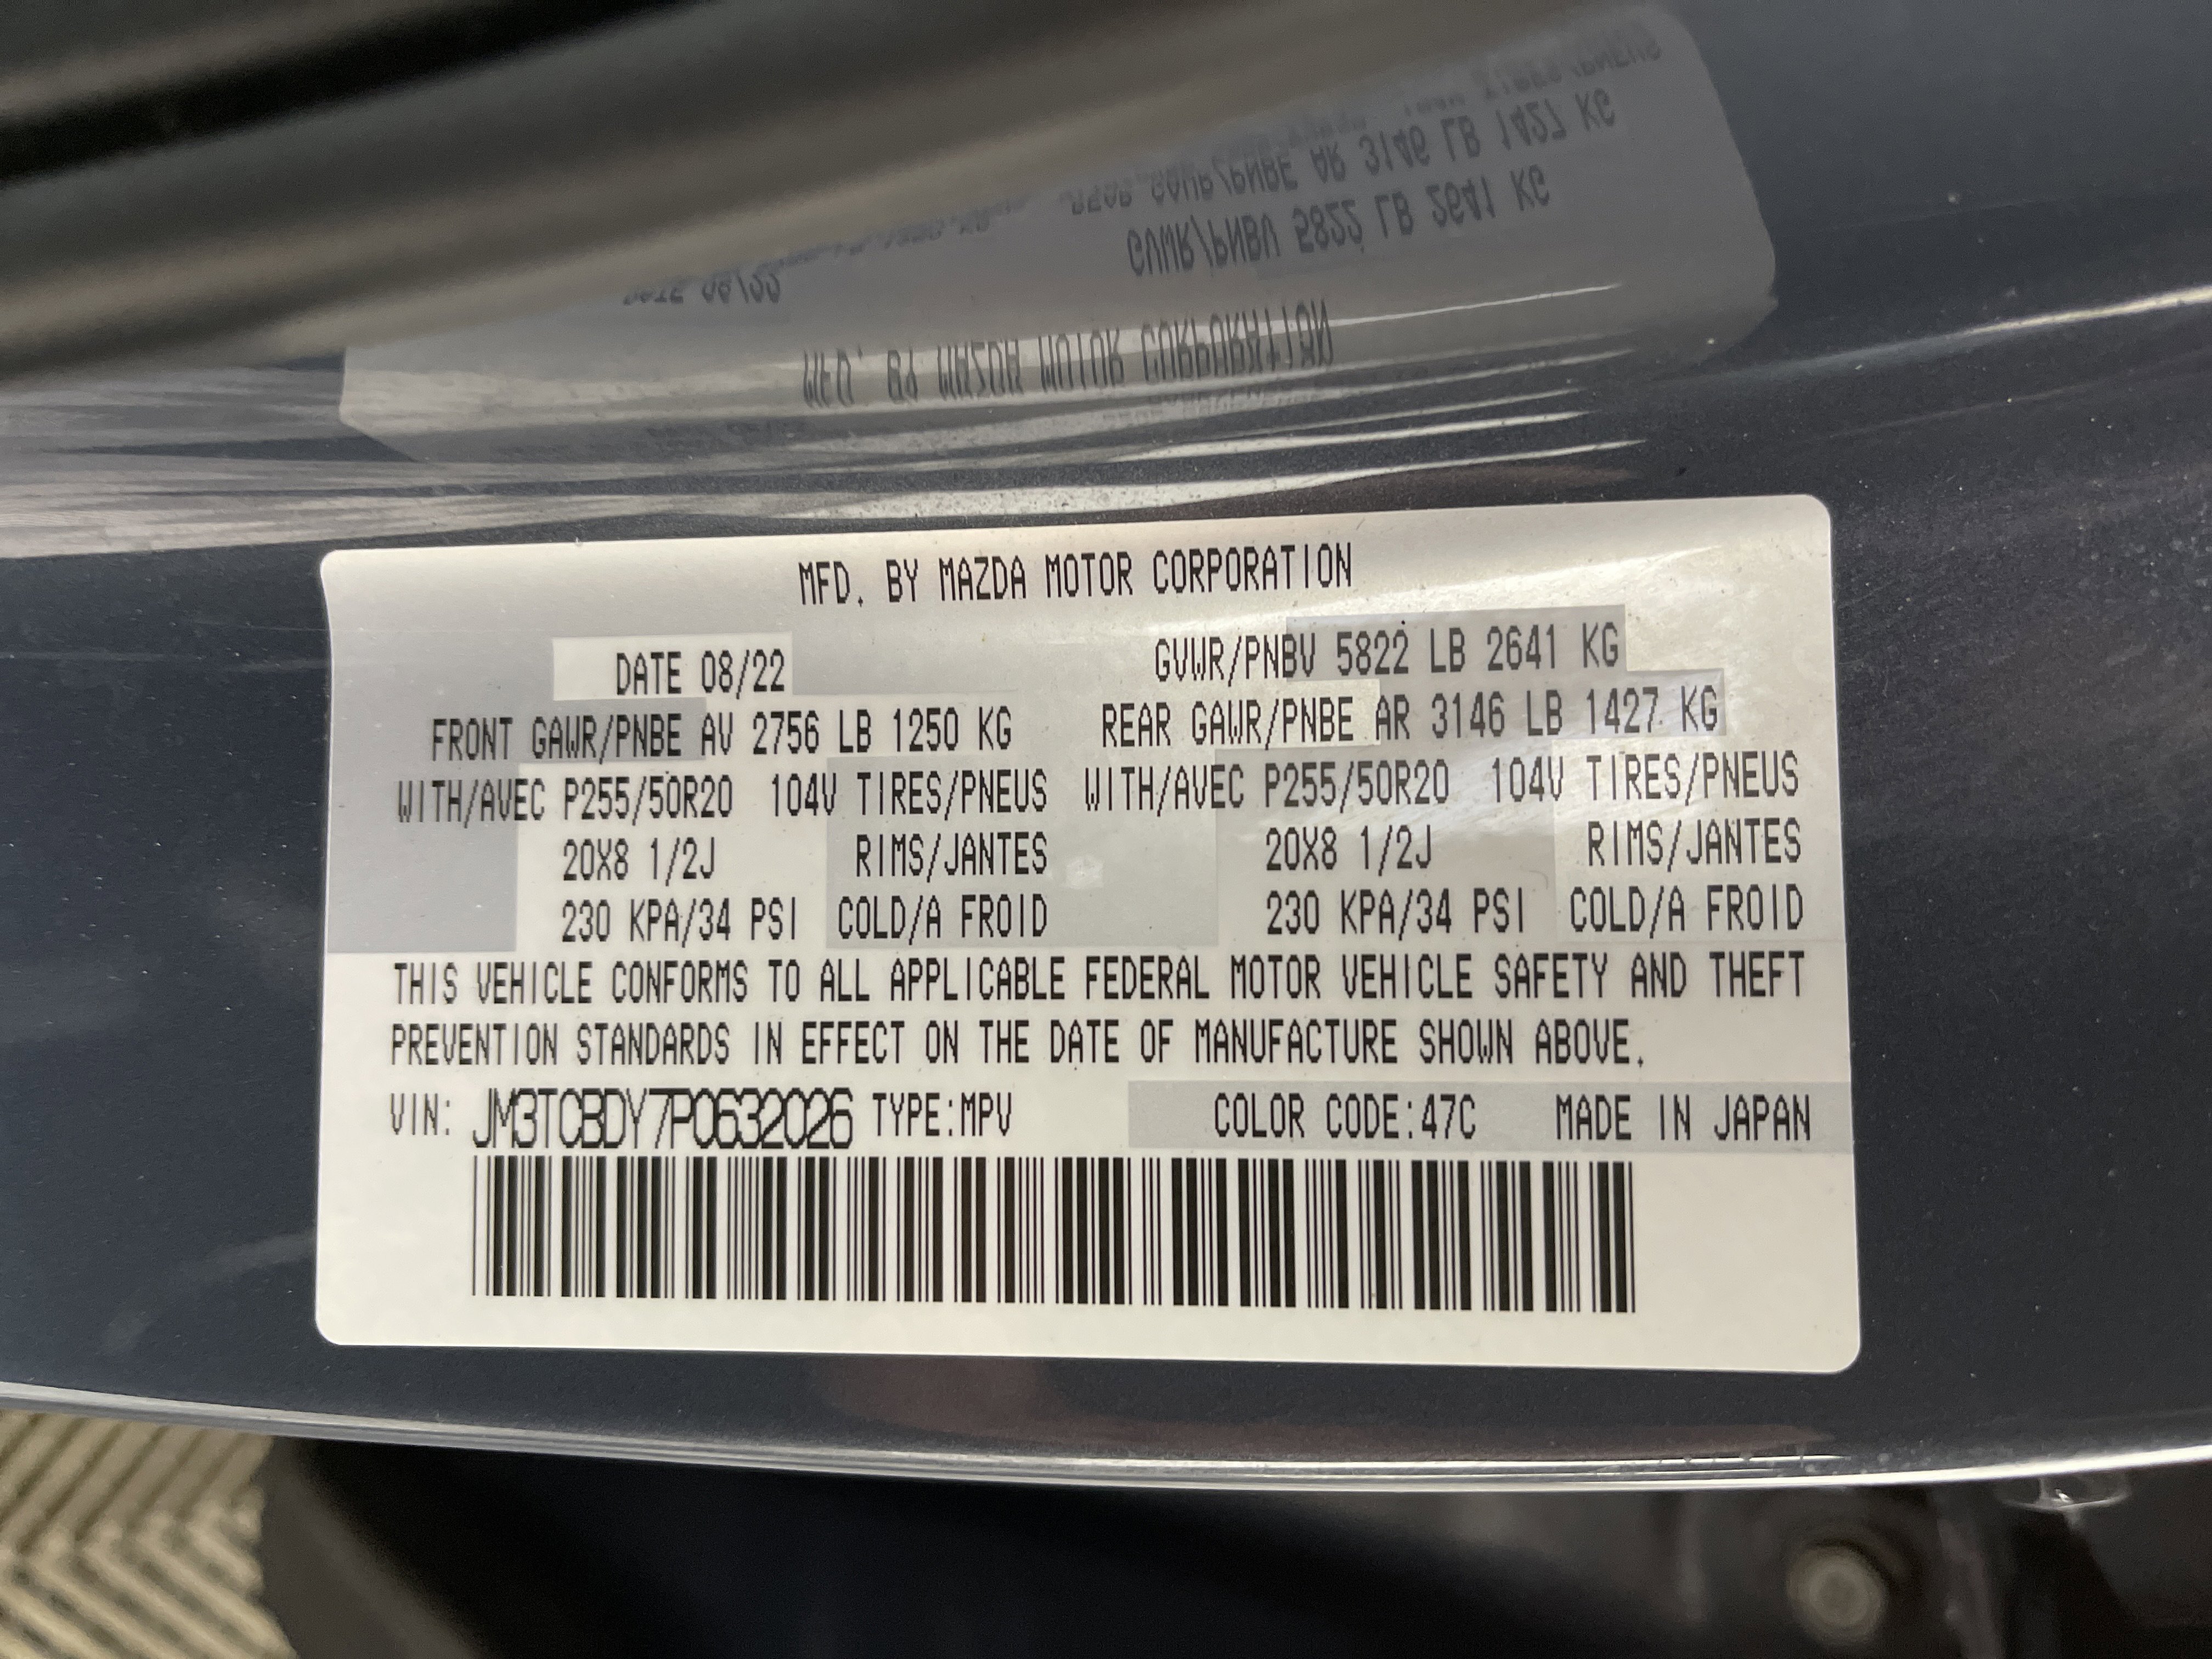 MFD. BY MAZDA MOTOR CORPORATION
DATE 08/22 GVWR/PNBV 5822 LB 2641 KG
FRONT GAWR/PNBE AV 2756 LB 1250 KG REAR GAWR/PNBE AR 3146 LB 1427 KG
WITH/AVEC P255/50R20 104V TIRES/PNEUS WITH/AVEC P255/50R20 104V TIRES/PNEUS
20X8 1/2J RIMS/JANTES 20X8 1/2J RIMS/JANTES
230 KPA/34 PSI COLD/A FROID 230 KPA/34 PSI COLD/A FROID
THIS VEHICLE CONFORMS TO ALL APPLICABLE FEDERAL MOTOR VEHICLE SAFETY AND THEFT
PREVENTION STANDARDS IN EFFECT ON THE DATE OF MANUFACTURE SHOWN ABOVE.
VIN: JM3TCBDY7P0632026 TYPE:MPV COLOR CODE:47C MADE IN JAPAN